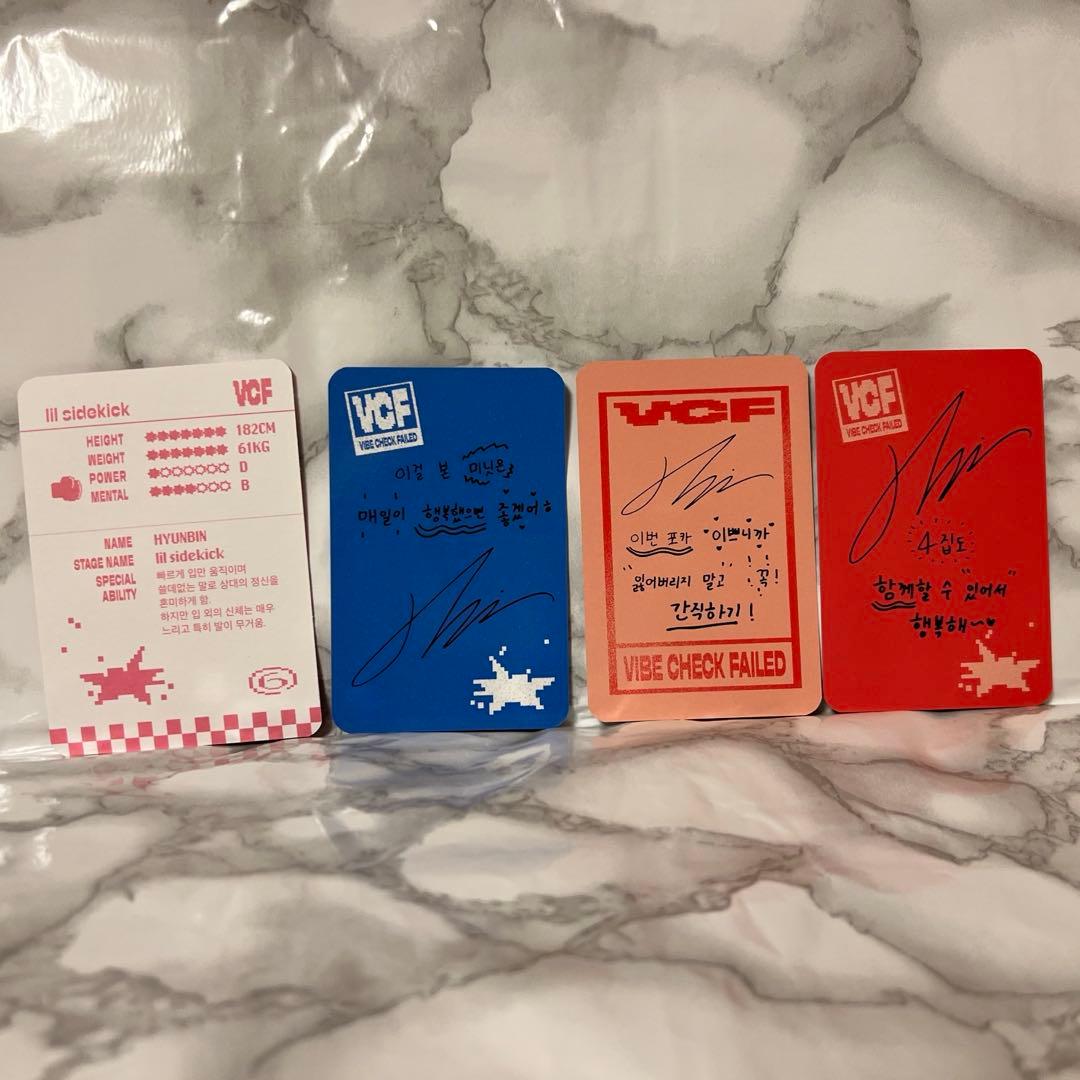 lil sidekick
VCF
HEIGHT 182CM
WEIGHT 61KG
POWER D
MENTAL B
NAME HYUNBIN
STAGE NAME lil sidekick
SPECIAL ABILITY
빠르게 입만 움직이며
쓸데없는 말로 상대의 정신을
혼미하게 함.
하지만 입 외의 신체는 매우
느리고 특히 발이 무거움.
VCF
VIBE CHECK FAILED
이걸 본 미닛은
매일이 행복했으면 좋겠어ㅎ
VCF
이번 포카 이쁘니까
잃어버리지 말고 꼭!
간직하기!
VIBE CHECK FAILED
VCF
VIBE CHECK FAILED
4집도
함께할 수 "있어서"
행복해~♥